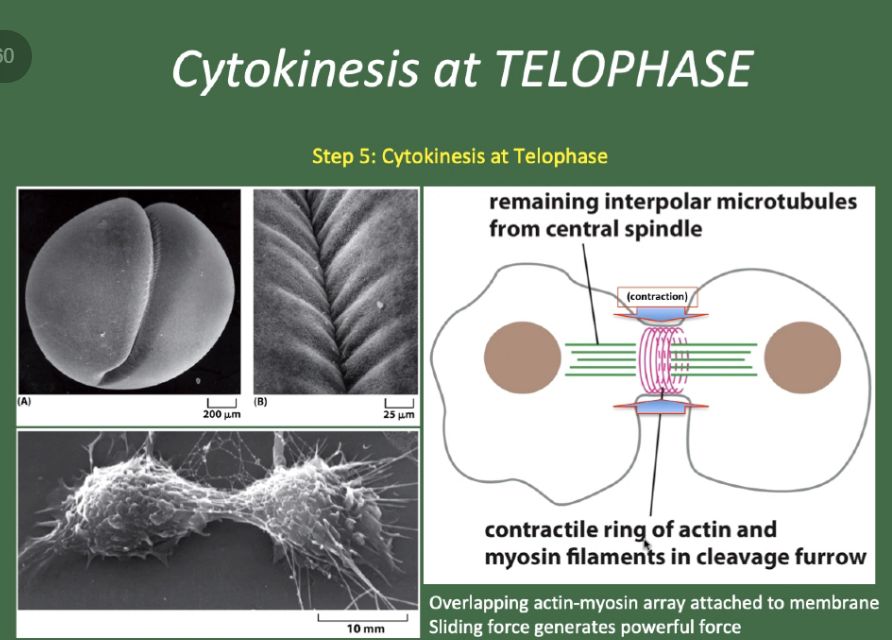 60
Cytokinesis at TELOPHASE
Step 5: Cytokinesis at Telophase
(A)
200 μm
(B)
25 μm
10 mm
remaining interpolar microtubules
from central spindle
(contraction)
contractile ring of actin and
myosin filaments in cleavage furrow
Overlapping actin-myosin array attached to membrane
Sliding force generates powerful force